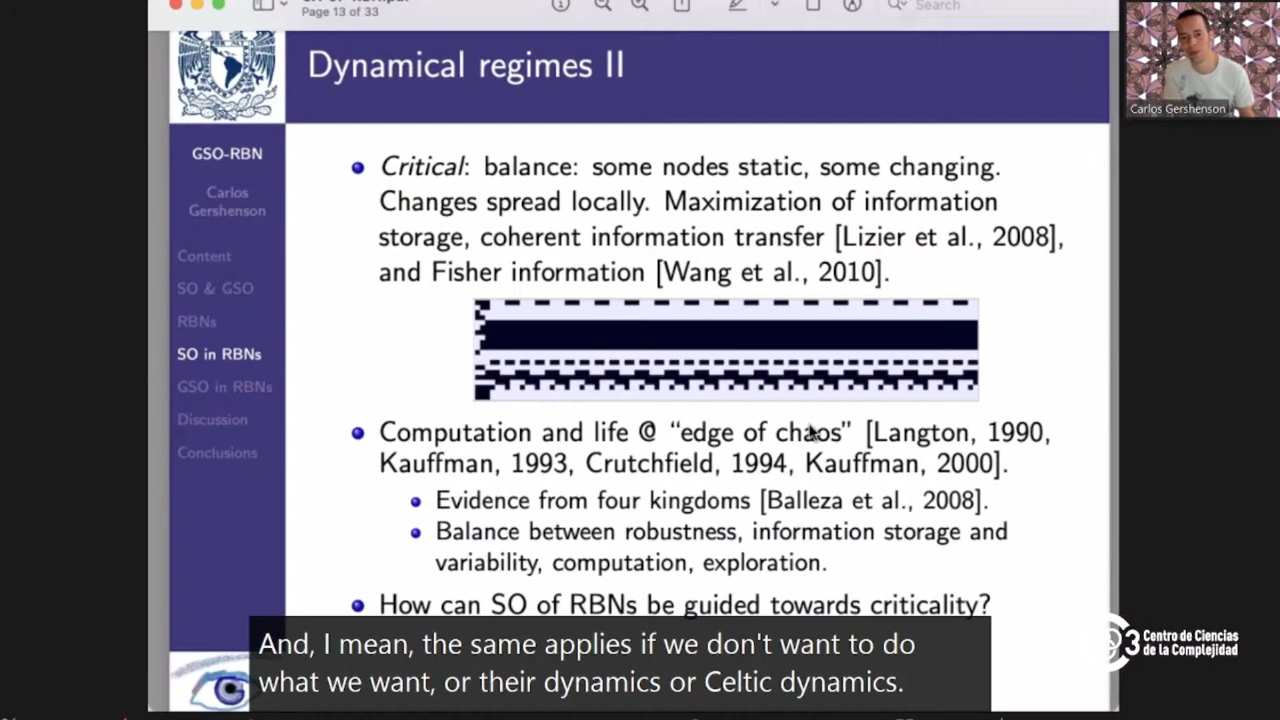 Page 13 of 33
Search
Dynamical regimes II
Carlos Gershenson
GSO-RBN
Carlos
Gershenson
Content
SO & GSO
RBNs
SO in RBNs
GSO in RBNs
Discussion
Conclusions
Critical: balance: some nodes static, some changing.
Changes spread locally. Maximization of information
storage, coherent information transfer [Lizier et al., 2008],
and Fisher information [Wang et al., 2010].
Computation and life @ “edge of chaos” [Langton, 1990,
Kauffman, 1993, Crutchfield, 1994, Kauffman, 2000].
Evidence from four kingdoms [Balleza et al., 2008].
Balance between robustness, information storage and
variability, computation, exploration.
How can SO of RBNs be guided towards criticality?
And, I mean, the same applies if we don't want to do
what we want, or their dynamics or Celtic dynamics.
C3 Centro de Ciencias
de la Complejidad